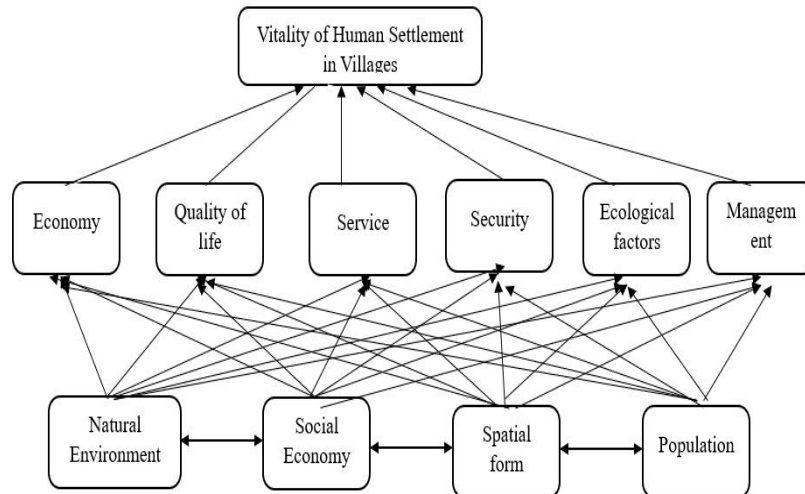 Vitality of Human Settlement
in Villages
Economy
Quality of
life
Service
Security
Ecological
factors
Managem
ent
Natural
Environment
Social
Economy
Spatial
form
Population